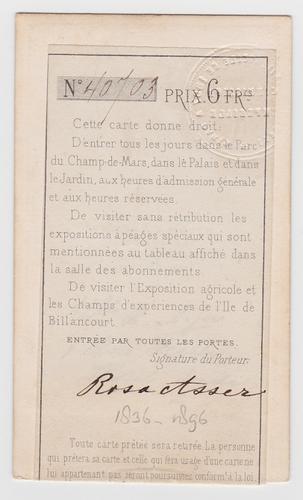 N° 40703 PRIX. 6 FRCS
Cette carte donne droit:
D'entrer tous les jours dans le Parc
du Champ-de-Mars, dans le Palais et dans
le Jardin, aux heures d'admission générale
et aux heures réservées.
De visiter sans rétribution les
expositions à péages spéciaux qui sont
mentionnées au tableau affiché dans
la salle des abonnements.
De visiter l'Exposition agricole et
les Champs d'expériences de l'Ile de
Billancourt.
ENTRÉE PAR TOUTES LES PORTES.
Signature du Porteur:
Rosa Asser
1836-1896
Toute carte prêtée sera retirée. La personne
qui prêtera sa carte et celle qui fera usage d'une carte ne
lui appartenant pas seront poursuivies conformt à la loi.